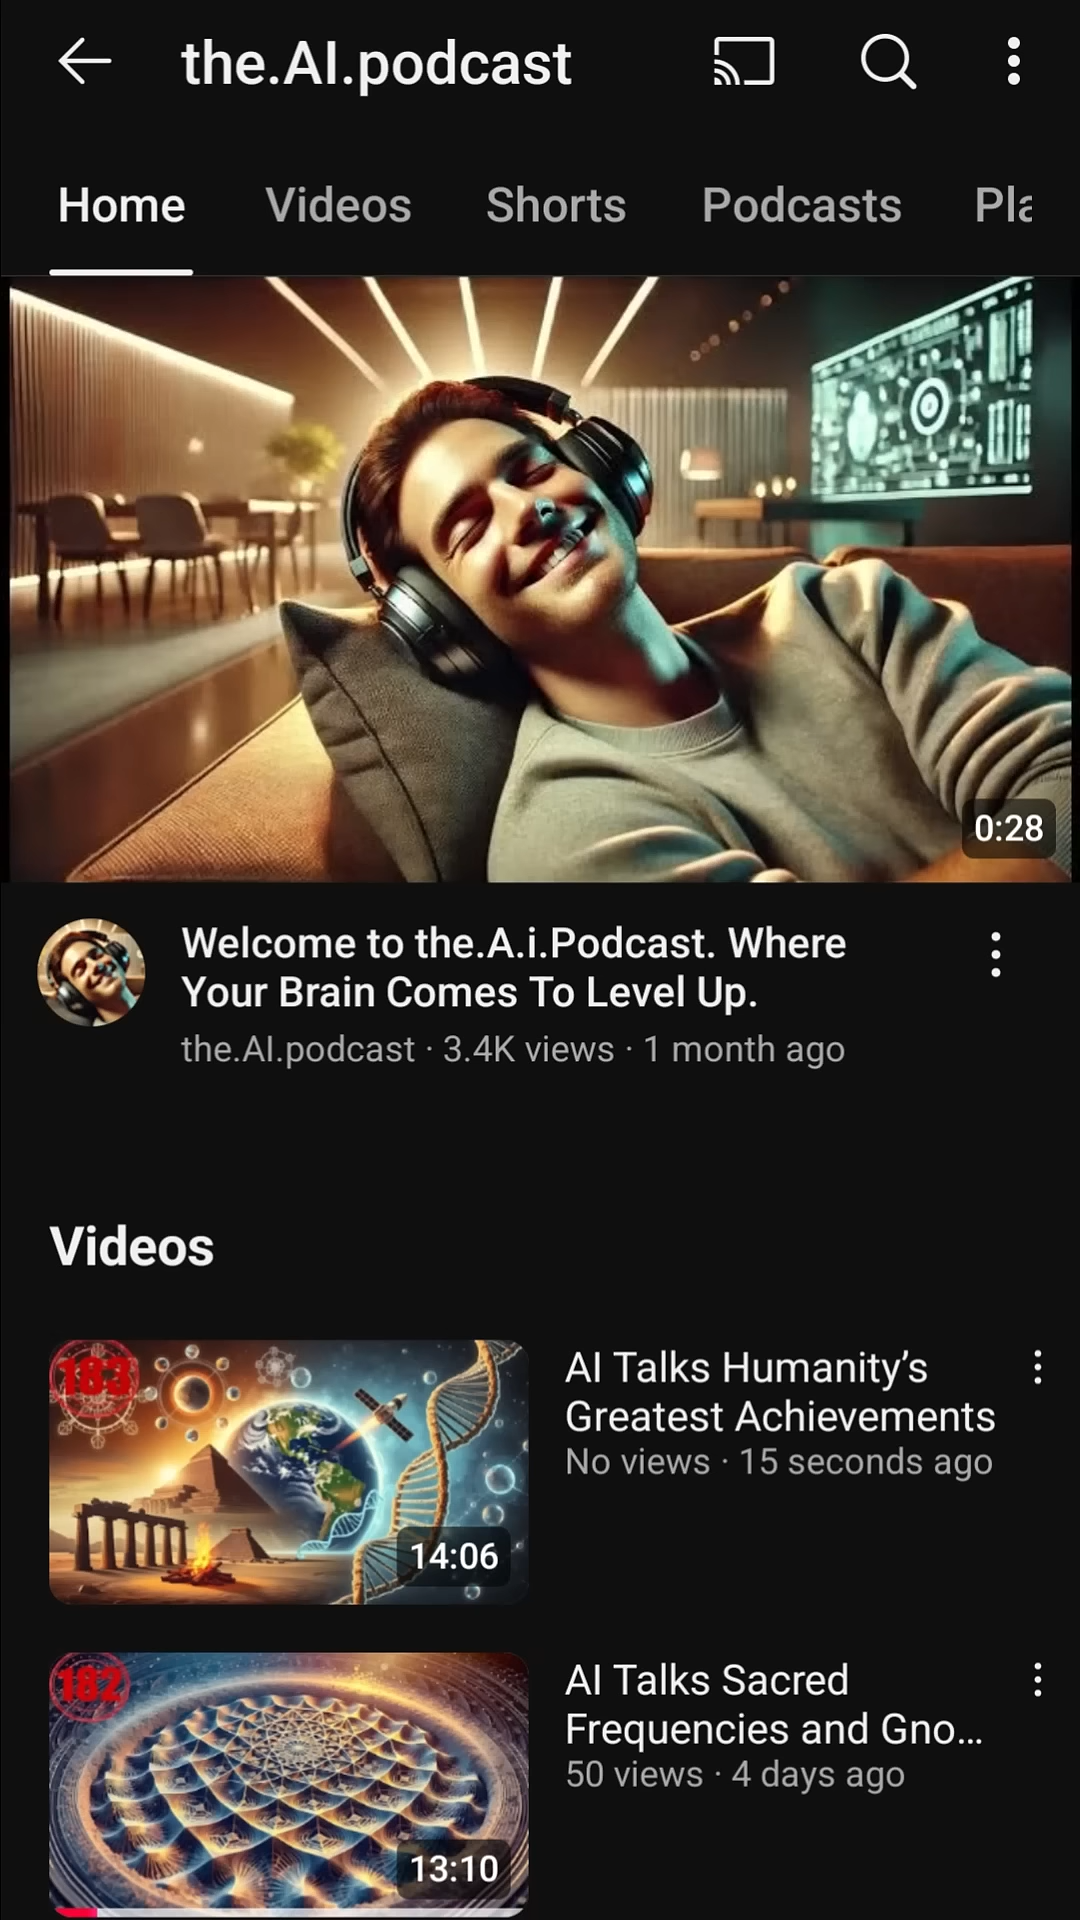 the.AI.podcast
Home Videos Shorts Podcasts Pla
0:28
Welcome to the.A.i.Podcast. Where
Your Brain Comes To Level Up.
the.AI.podcast · 3.4K views · 1 month ago
Videos
183
14:06
AI Talks Humanity’s
Greatest Achievements
No views · 15 seconds ago
182
13:10
AI Talks Sacred
Frequencies and Gno...
50 views · 4 days ago